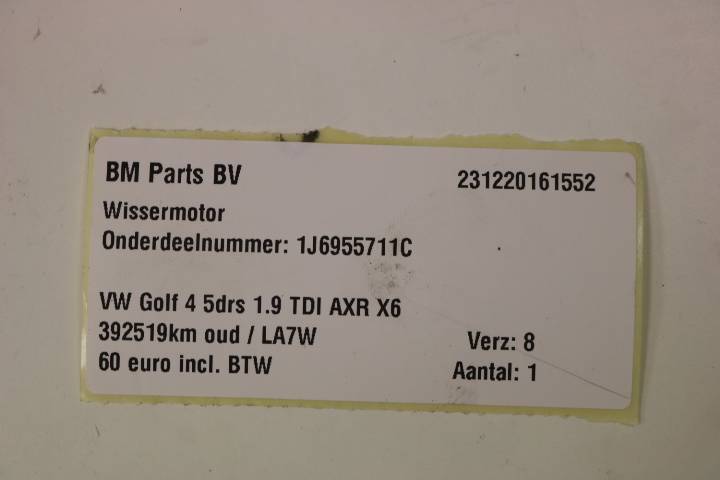 BM Parts BV 231220161552
Wissermotor
Onderdeelnummer: 1J6955711C
VW Golf 4 5drs 1.9 TDI AXR X6
392519km oud / LA7W Verz: 8
60 euro incl. BTW Aantal: 1